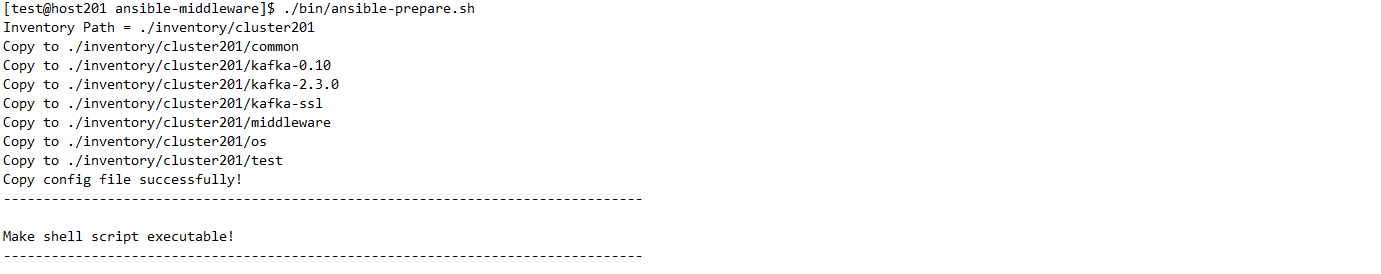 [test@host201 ansible-middleware]$ ./bin/ansible-prepare.sh
Inventory Path = ./inventory/cluster201
Copy to ./inventory/cluster201/common
Copy to ./inventory/cluster201/kafka-0.10
Copy to ./inventory/cluster201/kafka-2.3.0
Copy to ./inventory/cluster201/kafka-ssl
Copy to ./inventory/cluster201/middleware
Copy to ./inventory/cluster201/os
Copy to ./inventory/cluster201/test
Copy config file successfully!
--------------------------------------------------------------------------------
Make shell script executable!
--------------------------------------------------------------------------------